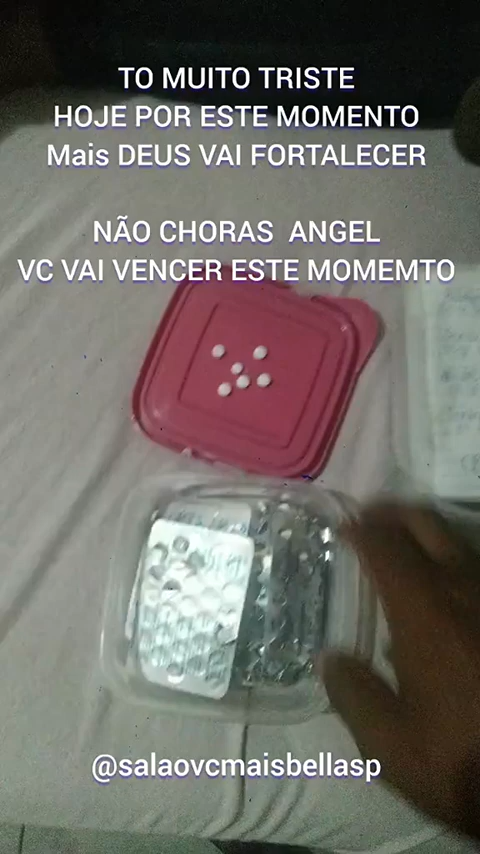 TO MUITO TRISTE
HOJE POR ESTE MOMENTO
Mais DEUS VAI FORTALECER
NÃO CHORAS ANGEL
VC VAI VENCER ESTE MOMEMTO
@salaovcmaisbellasp